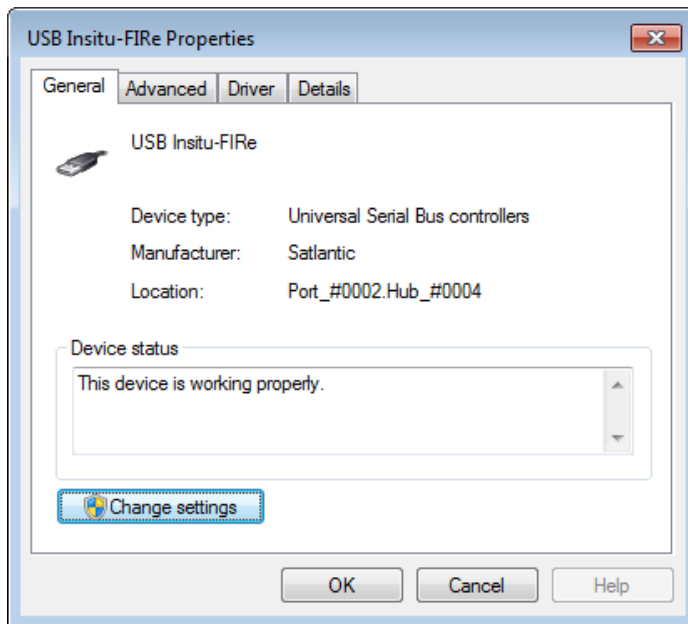 USB Insitu-FIRe Properties
General Advanced Driver Details
USB Insitu-FIRe
Device type: Universal Serial Bus controllers
Manufacturer: Satlantic
Location: Port_#0002.Hub_#0004
Device status
This device is working properly.
Change settings
OK Cancel Help